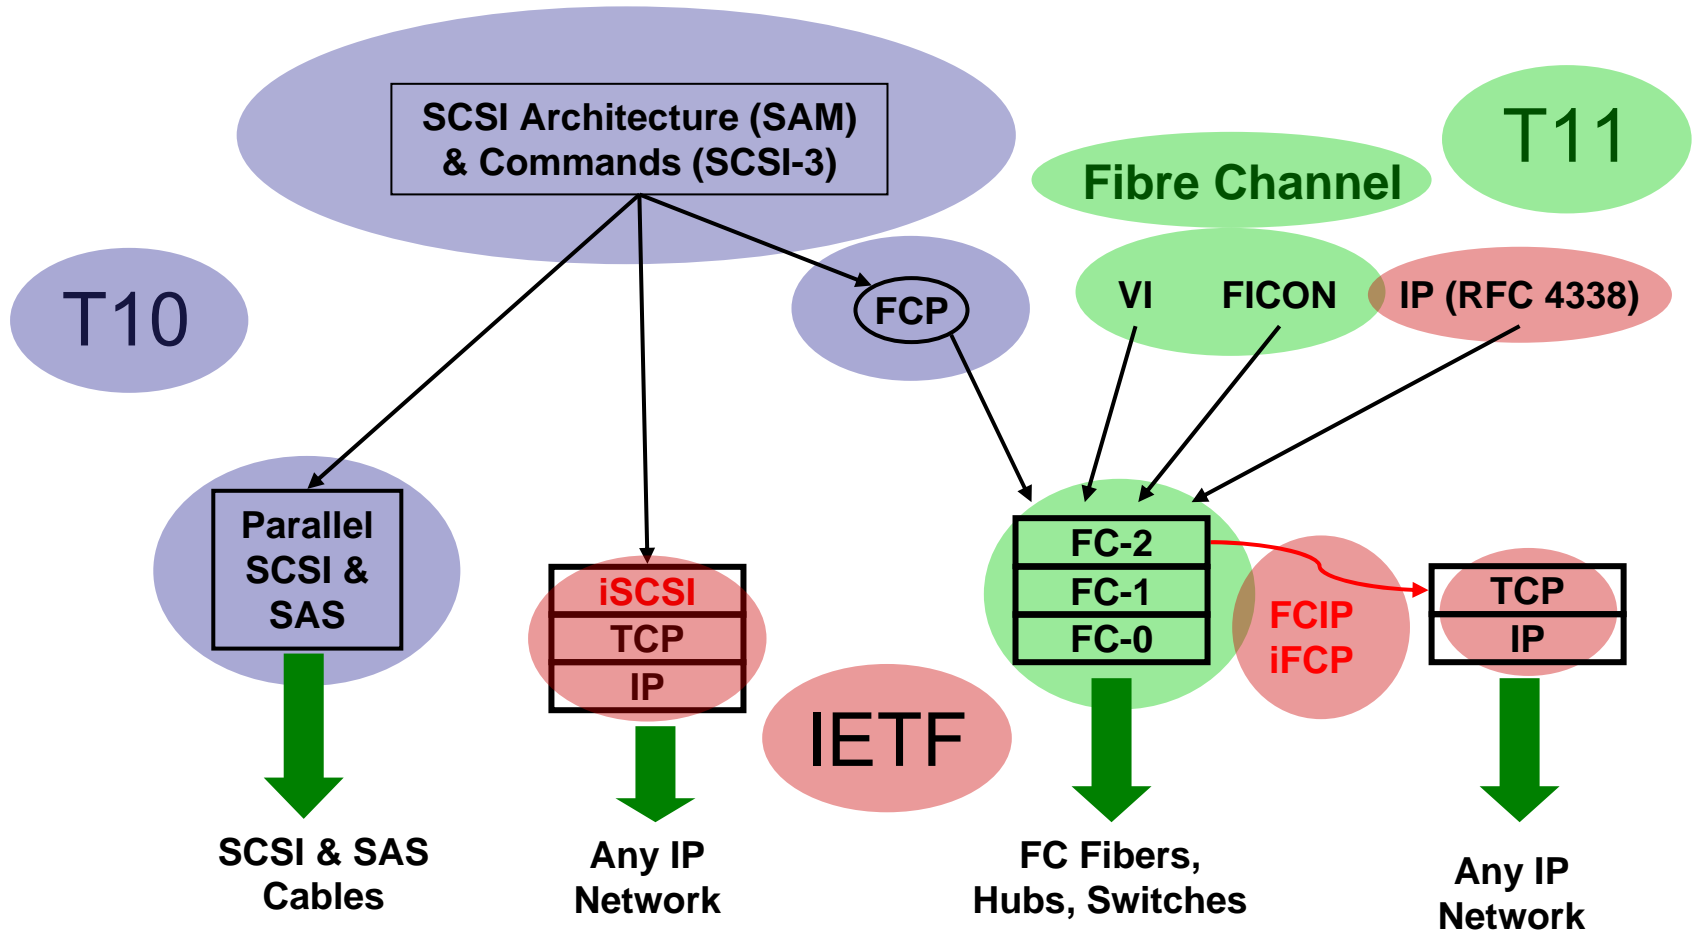 SCSI Architecture (SAM)
& Commands (SCSI-3)
T11
Fibre Channel
T10
FCP
VI
FICON
IP (RFC 4338)
Parallel
SCSI &
SAS
iSCSI
TCP
IP
FC-2
FC-1
FC-0
FCIP
iFCP
TCP
IP
IETF
SCSI & SAS
Cables
Any IP
Network
FC Fibers,
Hubs, Switches
Any IP
Network